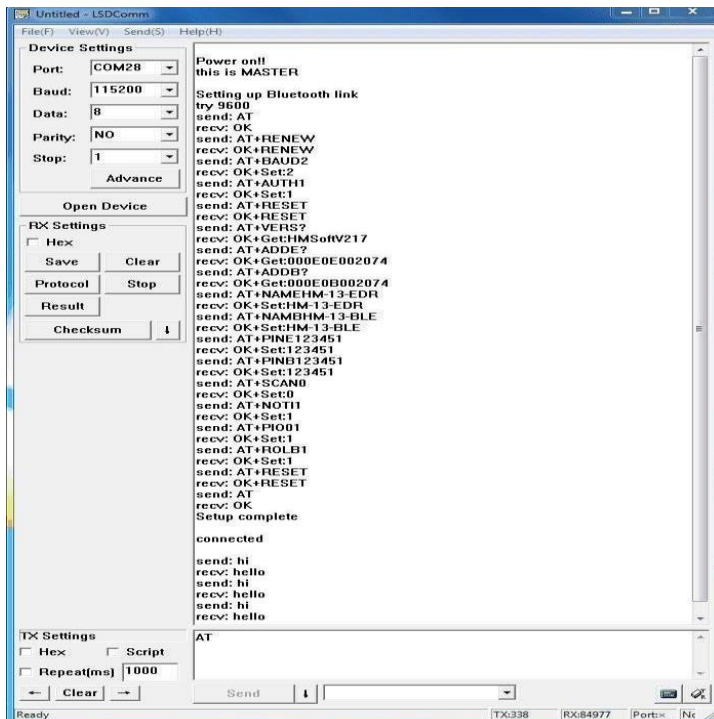 Untitled - LSDComm
File(F) View(V) Send(S) Help(H)
Device Settings
Port: COM28
Baud: 115200
Data: 8
Parity: NO
Stop: 1
Advance
Open Device
RX Settings
Hex
Save Clear
Protocol Stop
Result
Checksum
Power on!!
this is MASTER
Setting up Bluetooth link
try 9600
send: AT
recv: OK
send: AT+RENEW
recv: OK+RENEW
send: AT+BAUD2
recv: OK+Set:2
send: AT+AUTH1
recv: OK+Set:1
send: AT+RESET
recv: OK+RESET
send: AT+VERS?
recv: OK+Get:HMSoftV217
send: AT+ADDE?
recv: OK+Get:000E0E002074
send: AT+ADDB?
recv: OK+Get:000E0B002074
send: AT+NAMEHM-13-EDR
recv: OK+Set:HM-13-EDR
send: AT+NAMBHM-13-BLE
recv: OK+Set:HM-13-BLE
send: AT+PINE123451
recv: OK+Set:123451
send: AT+PINB123451
recv: OK+Set:123451
send: AT+SCAN0
recv: OK+Set:0
send: AT+NOTI1
recv: OK+Set:1
send: AT+PIO01
recv: OK+Set:1
send: AT+ROLB1
recv: OK+Set:1
send: AT+RESET
recv: OK+RESET
send: AT
recv: OK
Setup complete
connected
send: hi
recv: hello
send: hi
recv: hello
send: hi
recv: hello
TX Settings
Hex Script
Repeat(ms) 1000
Clear
AT
Send
Ready TX:338 RX:84977 Port:× Nc